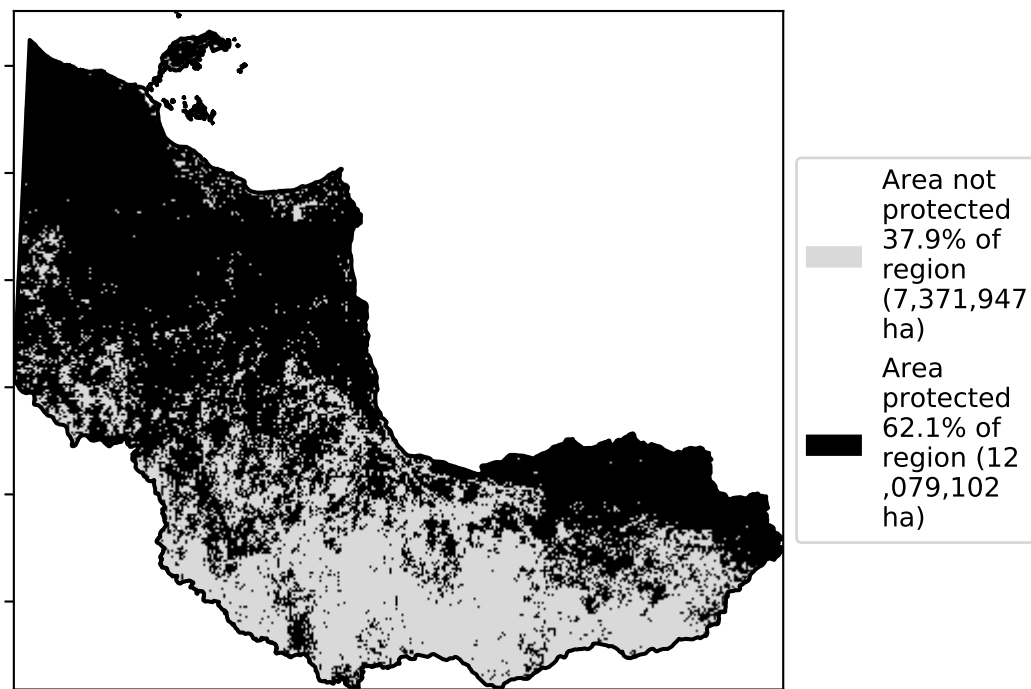 Area not
protected
37.9% of
region
(7,371,947
ha)
Area
protected
62.1% of
region (12
,079,102
ha)